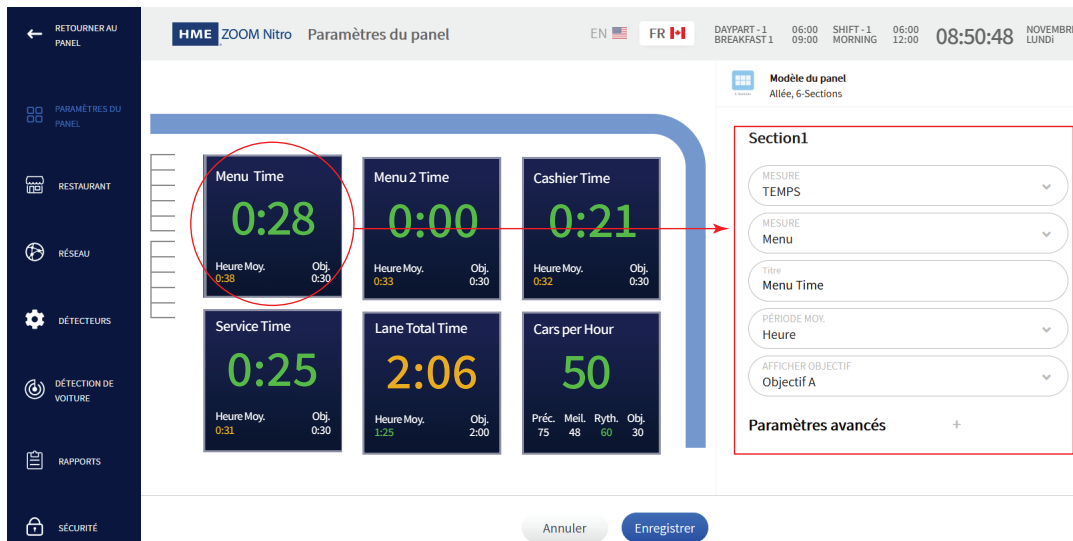 RETOURNER AU
PANEL
HME ZOOM Nitro
Paramètres du panel
EN
FR
DAYPART - 1 06:00 SHIFT - 1 06:00
BREAKFAST 1 09:00 MORNING 12:00
08:50:48
LUNDi
PARAMÈTRES DU
PANEL
RESTAURANT
RÉSEAU
DÉTECTEURS
DÉTECTION DE
VOITURE
RAPPORTS
SÉCURITÉ
Menu Time
0:28
Heure Moy. Obj.
0:38 0:30
Menu 2 Time
0:00
Heure Moy. Obj.
0:33 0:30
Cashier Time
0:21
Heure Moy. Obj.
0:32 0:30
Service Time
0:25
Heure Moy. Obj.
0:31 0:30
Lane Total Time
2:06
Heure Moy. Obj.
1:25 2:00
Cars per Hour
50
Préc. Meil. Ryth. Obj.
75 48 60 30
Modèle du panel
Allée, 6-Sections
Section1
MESURE
TEMPS
MESURE
Menu
Titre
Menu Time
PÉRIODE MOY.
Heure
AFFICHER OBJECTIF
Objectif A
Paramètres avancés +
Annuler
Enregistrer